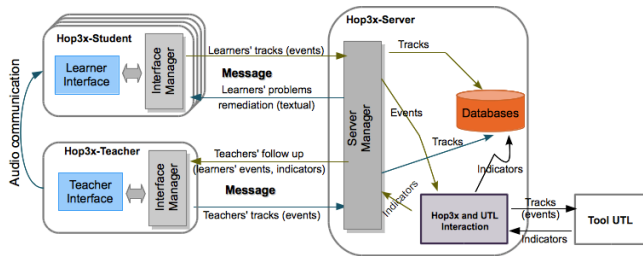 Hop3x-Student
Learner
Interface
Interface
Manager
Audio communication
Hop3x-Teacher
Teacher
Interface
Interface
Manager
Learners' tracks (events)
Message
Learners' problems
remediation (textual)
Teachers' follow up
(learners' events, indicators)
Message
Teachers' tracks (events)
Hop3x-Server
Server
Manager
Tracks
Events
Databases
Tracks
Indicators
Indicators
Hop3x and UTL
Interaction
Tracks
(events)
Indicators
Tool UTL